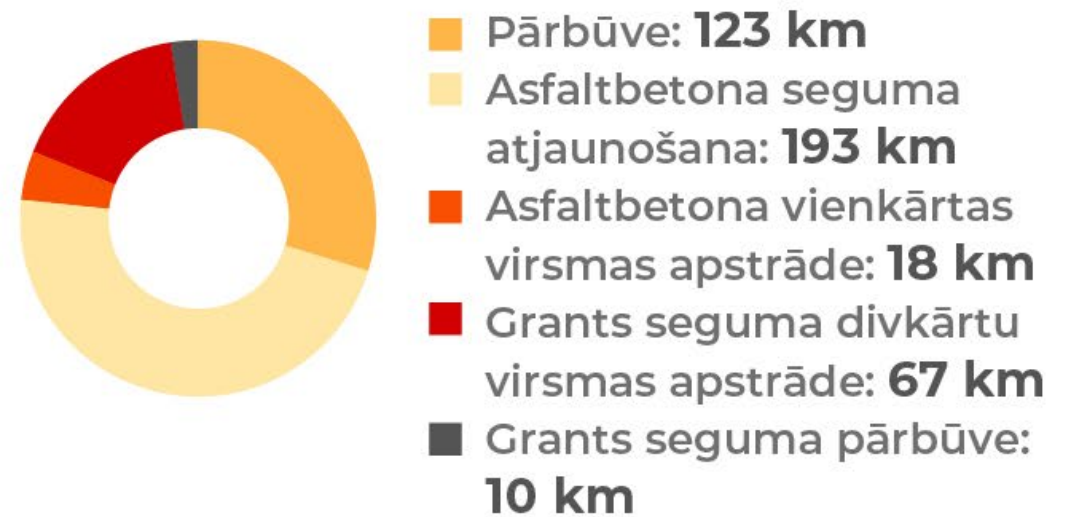 Pārbūve: 123 km
Asfaltbetona seguma
atjaunošana: 193 km
Asfaltbetona vienkārtas
virsmas apstrāde: 18 km
Grants seguma divkārtu
virsmas apstrāde: 67 km
Grants seguma pārbūve:
10 km